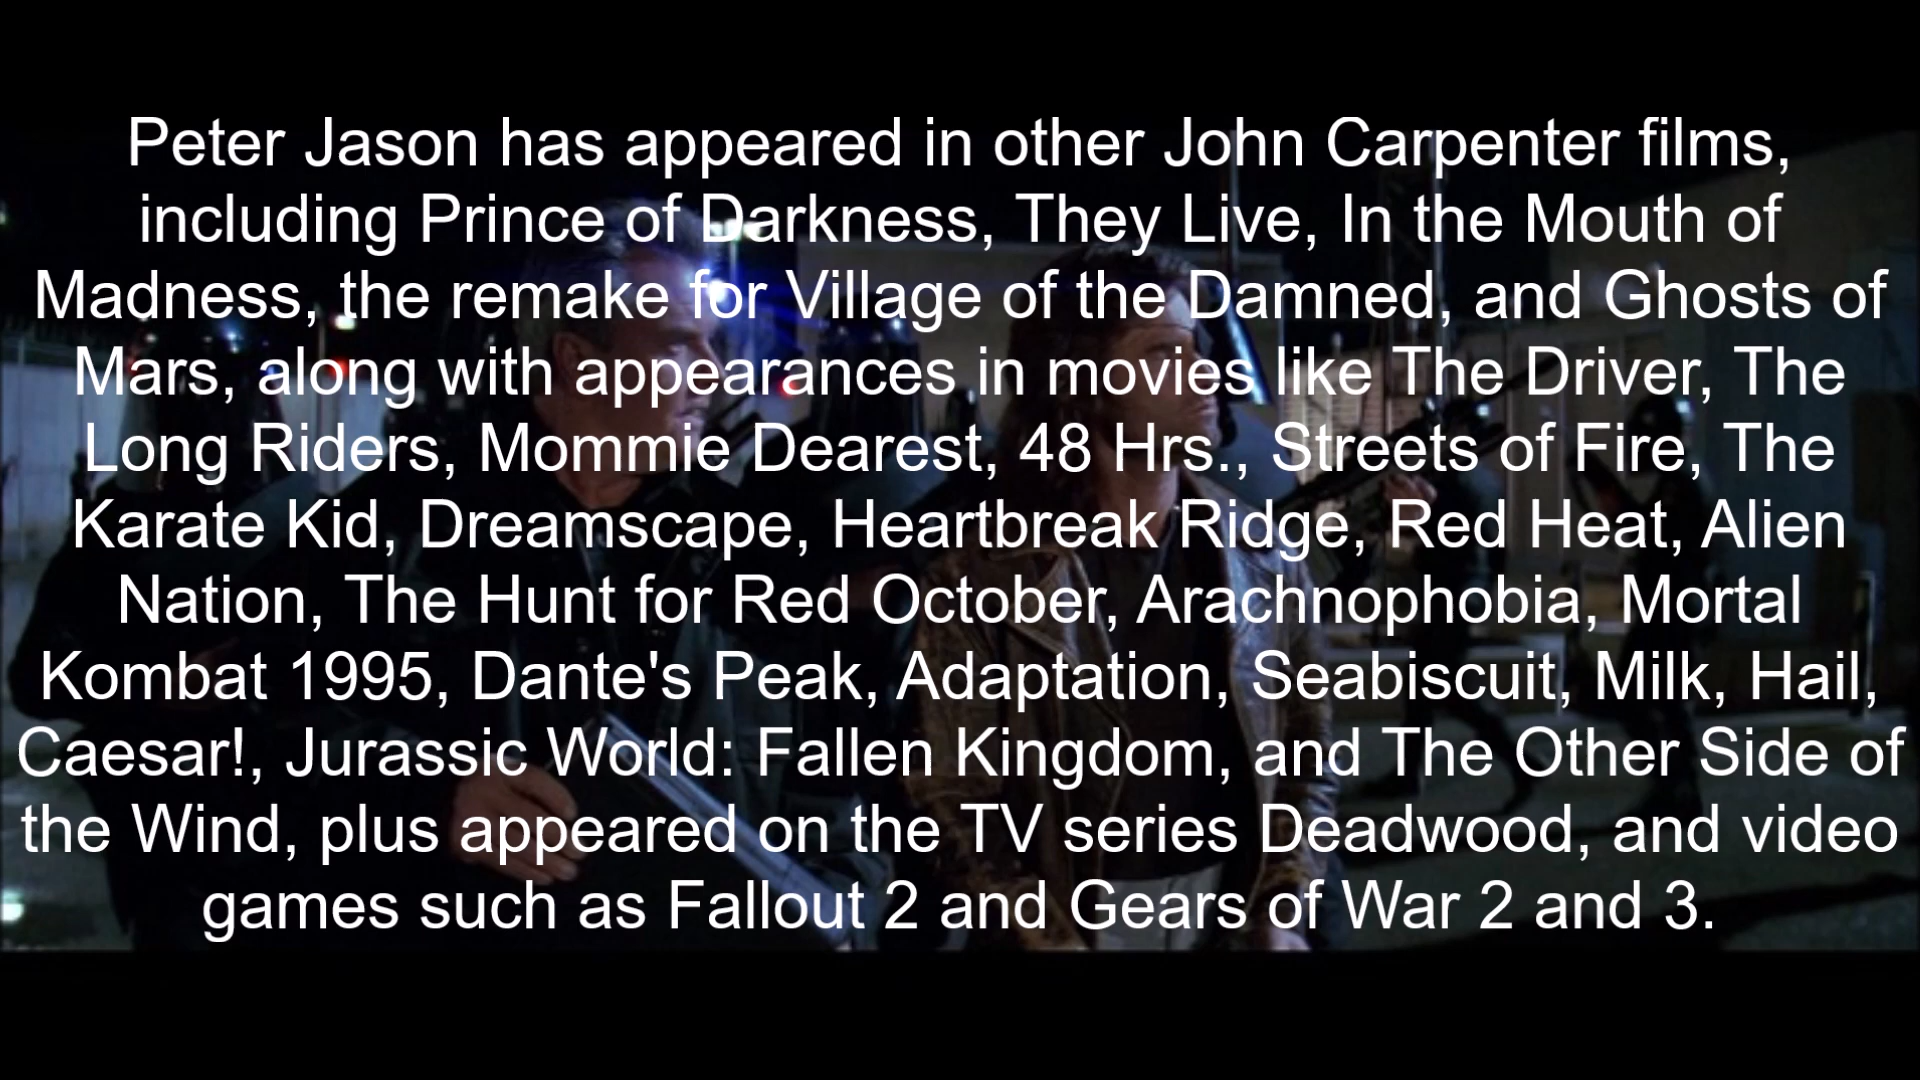 Peter Jason has appeared in other John Carpenter films,
including Prince of Darkness, They Live, In the Mouth of
Madness, the remake for Village of the Damned, and Ghosts of
Mars, along with appearances in movies like The Driver, The
Long Riders, Mommie Dearest, 48 Hrs., Streets of Fire, The
Karate Kid, Dreamscape, Heartbreak Ridge, Red Heat, Alien
Nation, The Hunt for Red October, Arachnophobia, Mortal
Kombat 1995, Dante's Peak, Adaptation, Seabiscuit, Milk, Hail,
Caesar!, Jurassic World: Fallen Kingdom, and The Other Side of
the Wind, plus appeared on the TV series Deadwood, and video
games such as Fallout 2 and Gears of War 2 and 3.